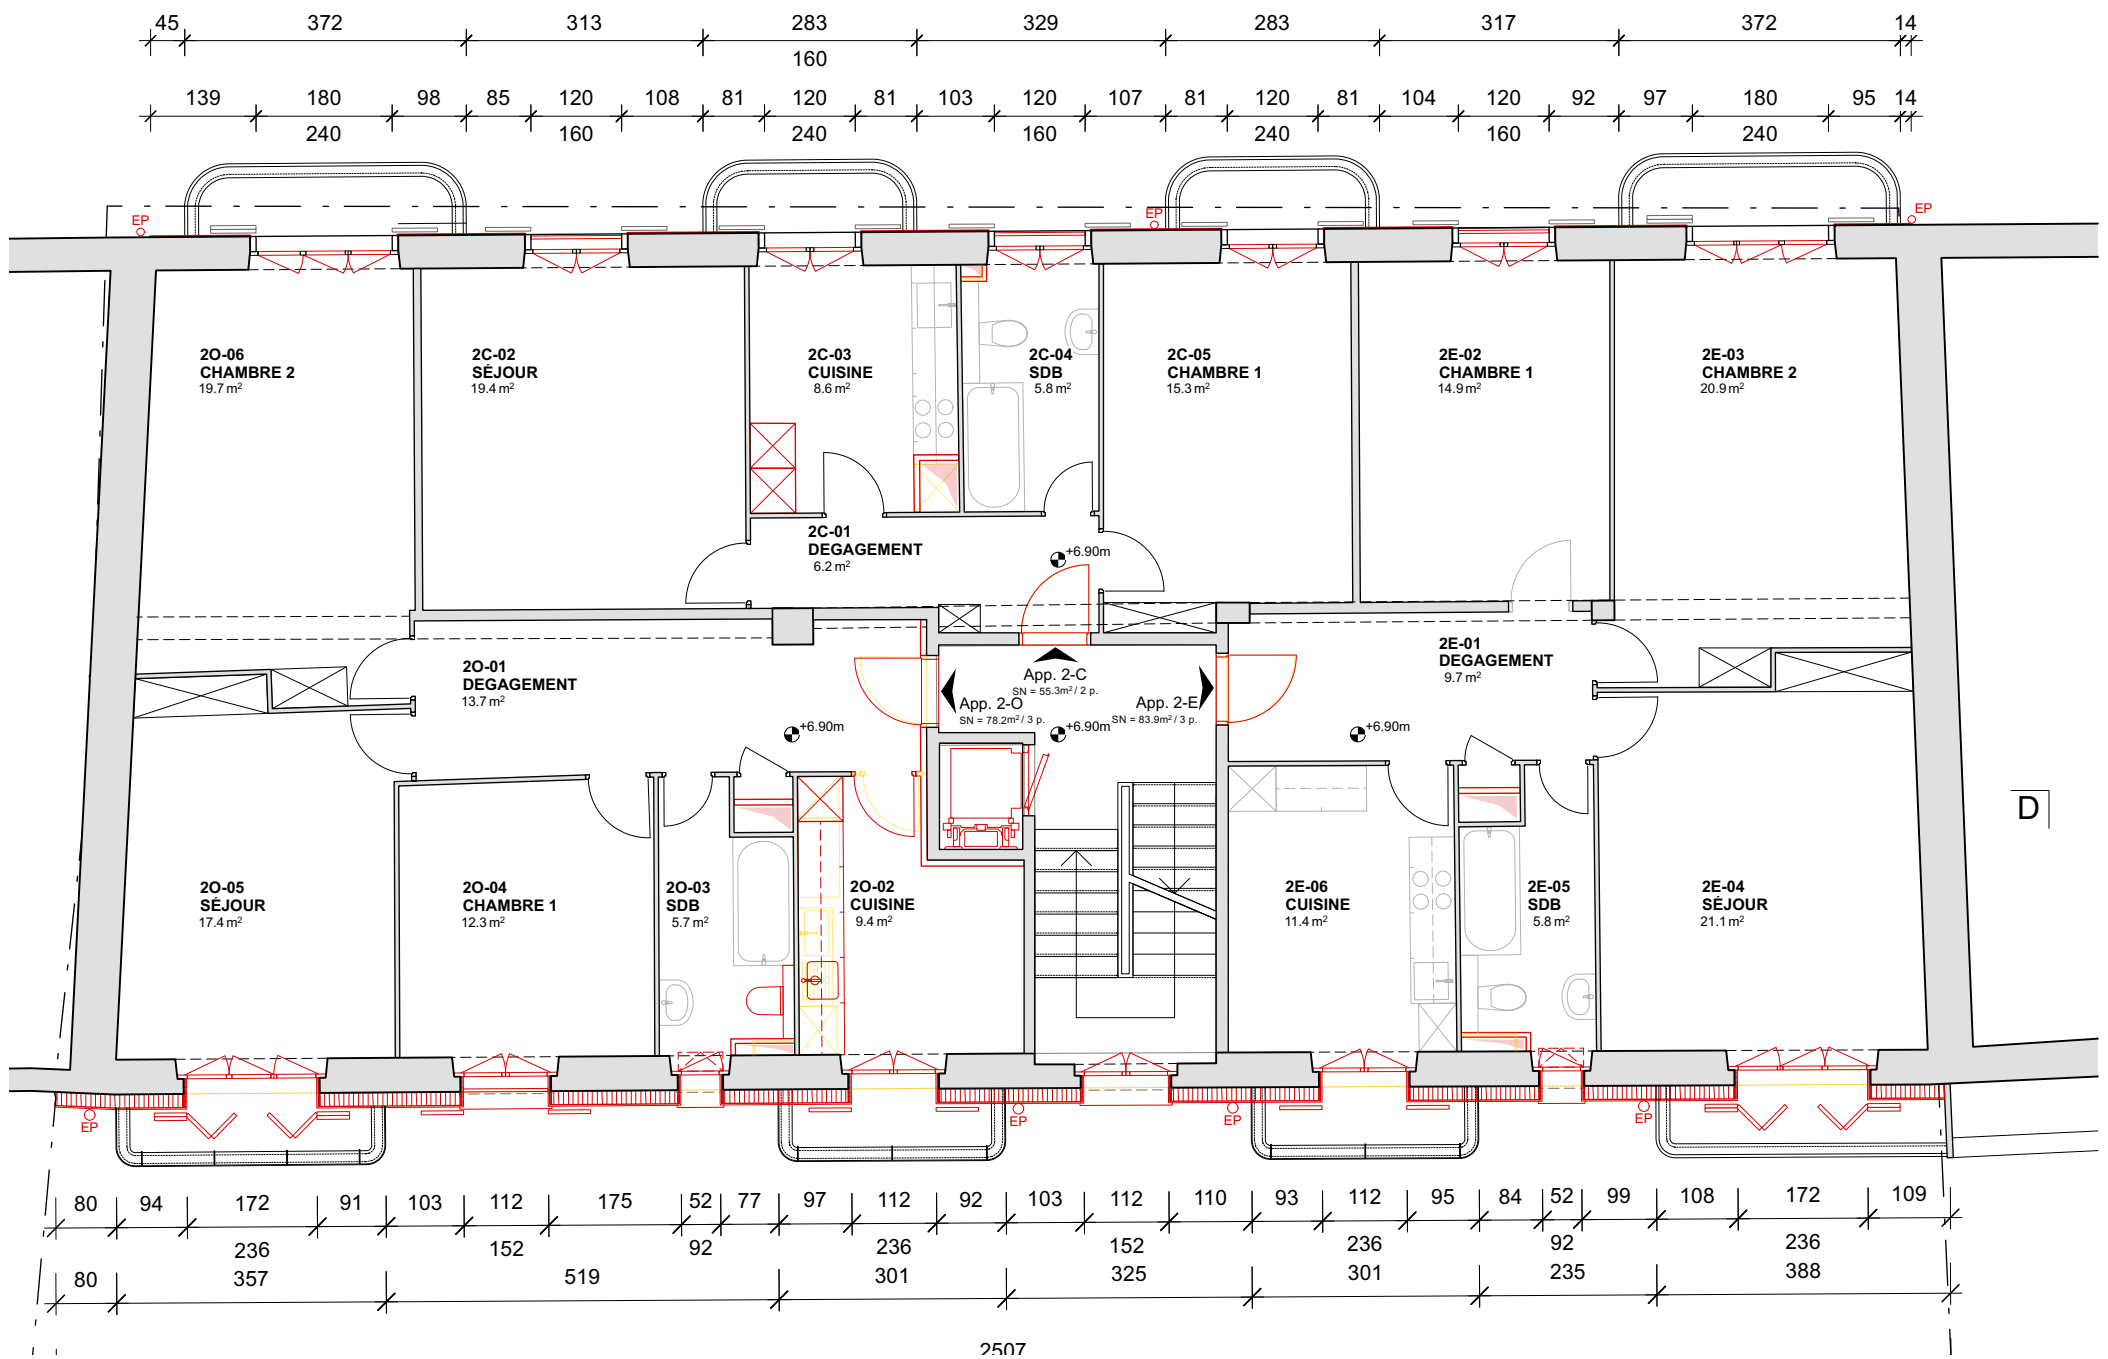 45 372 313 283 329 283 317 372 14
160
139 180 98 85 120 108 81 120 81 103 120 107 81 120 81 104 120 92 97 180 95 14
240 160 240 160 240 160 240
EP EP EP
2O-06
CHAMBRE 2
19.7 m²
2C-02
SÉJOUR
19.4 m²
2C-03
CUISINE
8.6 m²
2C-04
SDB
5.8 m²
2C-05
CHAMBRE 1
15.3 m²
2E-02
CHAMBRE 1
14.9 m²
2E-03
CHAMBRE 2
20.9 m²
2C-01
DEGAGEMENT
6.2 m²
+6.90m
2O-01
DEGAGEMENT
13.7 m²
+6.90m
App. 2-C
SN = 55.3m² / 2 p.
App. 2-O
SN = 78.2m² / 3 p.
App. 2-E
SN = 83.9m² / 3 p.
+6.90m
2E-01
DEGAGEMENT
9.7 m²
+6.90m
D
2O-05
SÉJOUR
17.4 m²
2O-04
CHAMBRE 1
12.3 m²
2O-03
SDB
5.7 m²
2O-02
CUISINE
9.4 m²
2E-06
CUISINE
11.4 m²
2E-05
SDB
5.8 m²
2E-04
SÉJOUR
21.1 m²
EP EP EP EP
80 94 172 91 103 112 175 52 77 97 112 92 103 112 110 93 112 95 84 52 99 108 172 109
236 152 92 236 152 236 92 236
80 357 519 301 325 301 235 388
2507